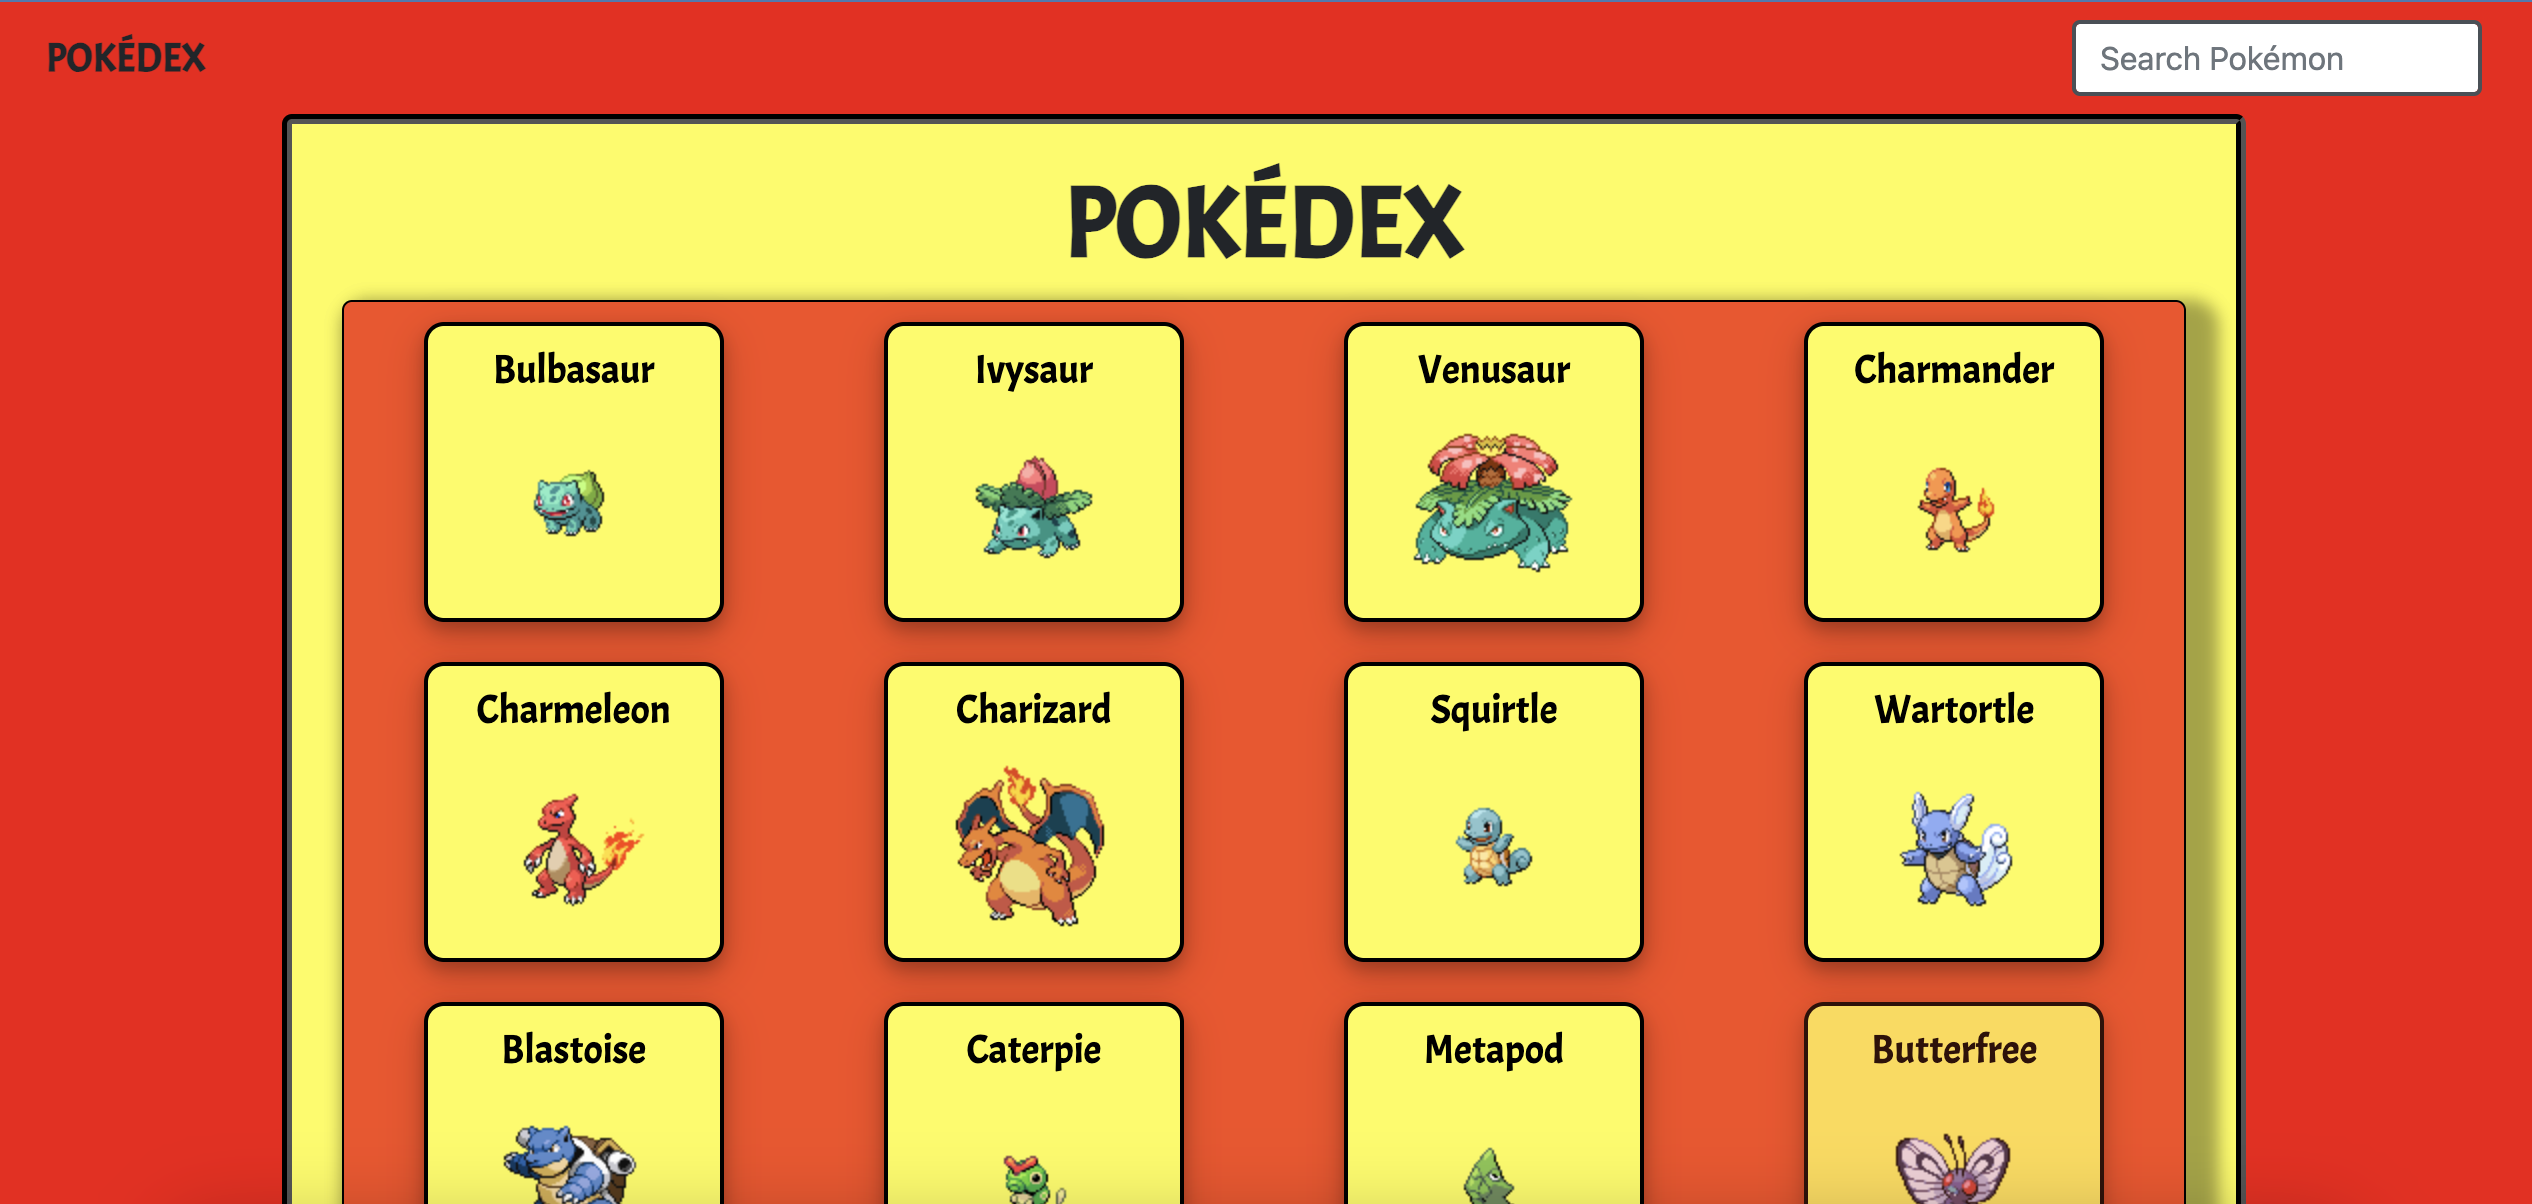 POKÉDEX
Search Pokémon
POKÉDEX
Bulbasaur
Ivysaur
Venusaur
Charmander
Charmeleon
Charizard
Squirtle
Wartortle
Blastoise
Caterpie
Metapod
Butterfree